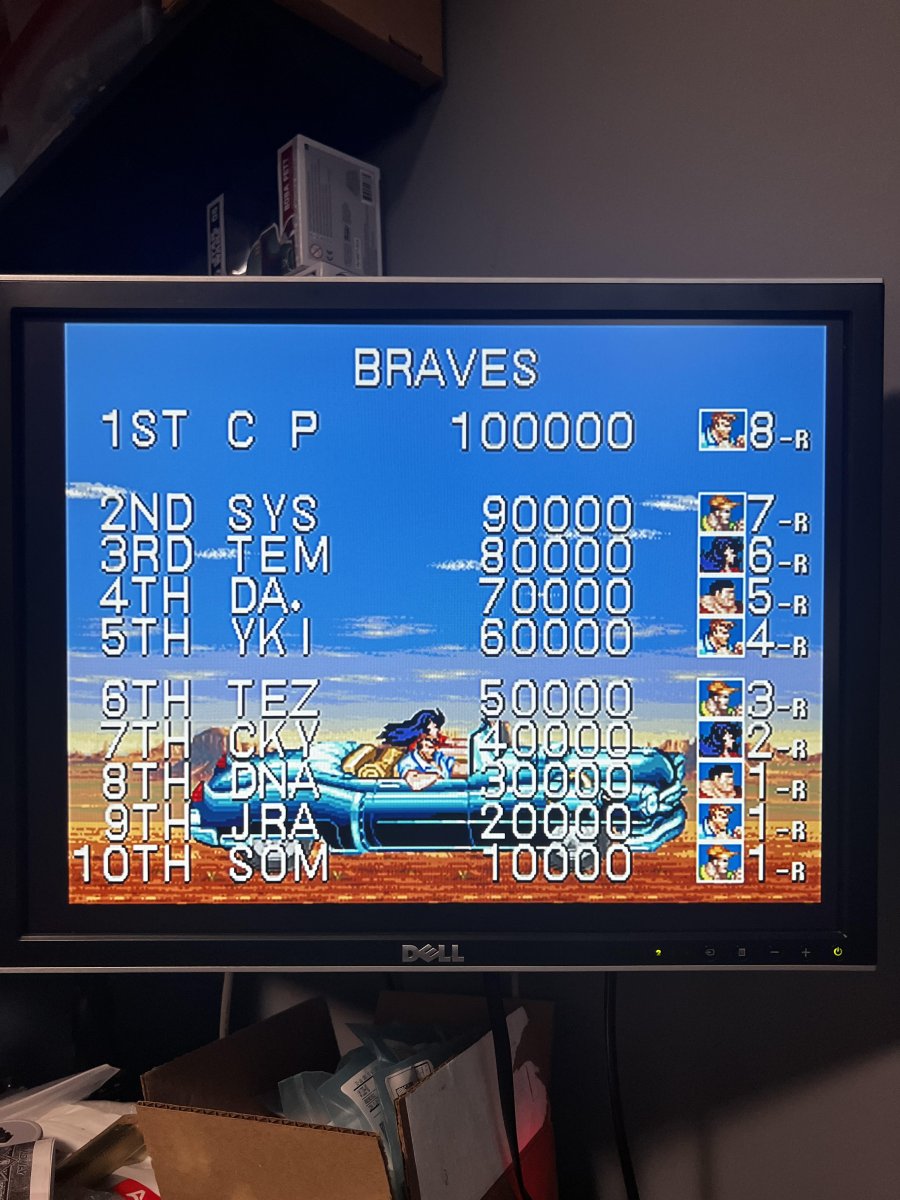 BOBA FETT
BRAVES
1ST C P 100000 8-R
2ND SYS 90000 7-R
3RD TEM 80000 6-R
4TH DA. 70000 5-R
5TH YKI 60000 4-R
6TH TEZ 50000 3-R
7TH CKY 40000 2-R
8TH DNA 30000 1-R
9TH JRA 20000 1-R
10TH SOM 10000 1-R
DELL